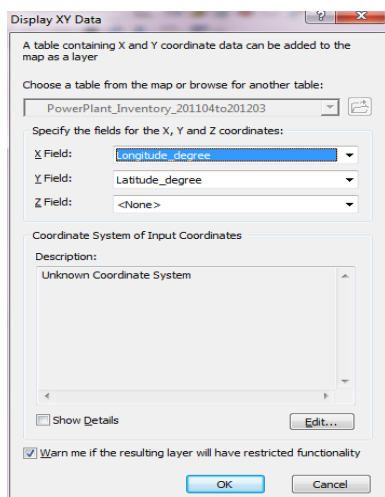 Display XY Data
A table containing X and Y coordinate data can be added to the
map as a layer
Choose a table from the map or browse for another table:
PowerPlant_Inventory_201104to201203
Specify the fields for the X, Y and Z coordinates:
X Field: Longitude_degree
Y Field: Latitude_degree
Z Field: <None>
Coordinate System of Input Coordinates
Description:
Unknown Coordinate System
Show Details Edit...
Warn me if the resulting layer will have restricted functionality
OK Cancel